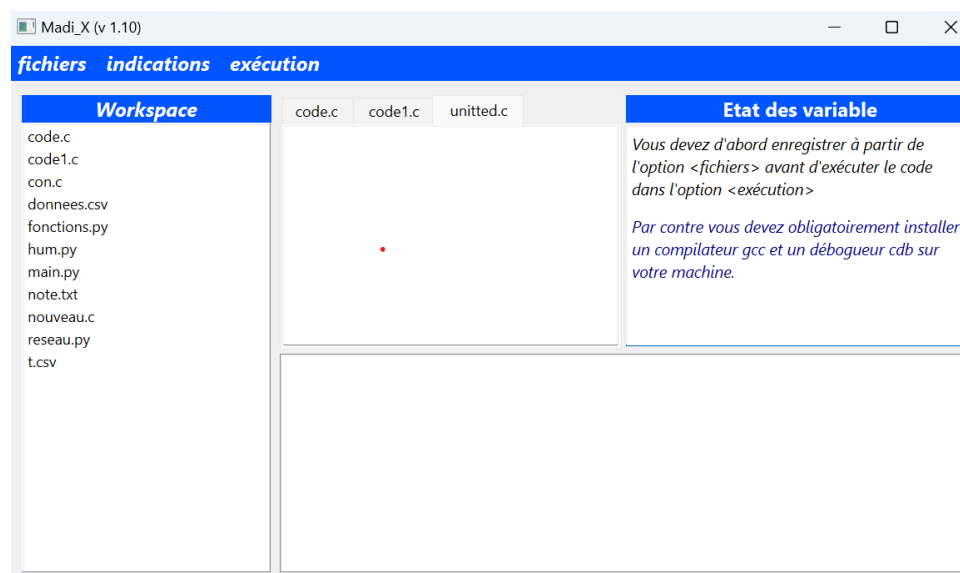 Madi_X (v 1.10)
fichiers indications exécution
Workspace
code.c
code1.c
con.c
donnees.csv
fonctions.py
hum.py
main.py
note.txt
nouveau.c
reseau.py
t.csv
code.c code1.c unitted.c
Etat des variable
Vous devez d'abord enregistrer à partir de
l'option <fichiers> avant d'exécuter le code
dans l'option <exécution>
Par contre vous devez obligatoirement installer
un compilateur gcc et un débogueur cdb sur
votre machine.